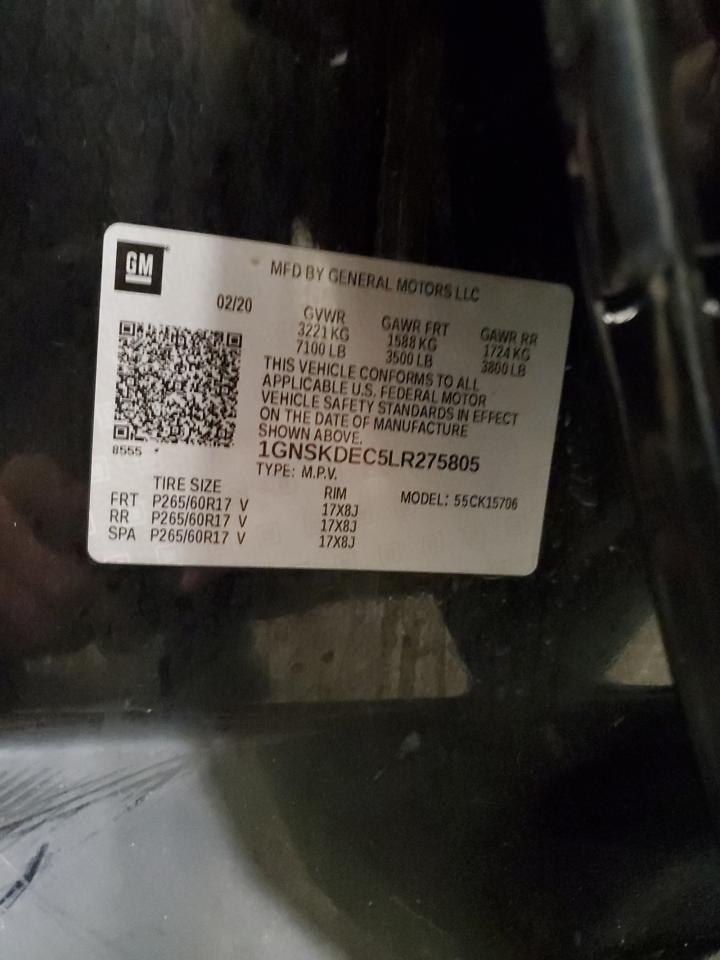 GM
MFD BY GENERAL MOTORS LLC
02/20
GVWR GAWR FRT GAWR RR
3221 KG 1588 KG 1724 KG
7100 LB 3500 LB 3800 LB
THIS VEHICLE CONFORMS TO ALL
APPLICABLE U.S. FEDERAL MOTOR
VEHICLE SAFETY STANDARDS IN EFFECT
ON THE DATE OF MANUFACTURE
SHOWN ABOVE.
8555
1GNSKDEC5LR275805
TYPE: M.P.V.
TIRE SIZE RIM MODEL: 55CK15706
FRT P265/60R17 V 17X8J
RR P265/60R17 V 17X8J
SPA P265/60R17 V 17X8J